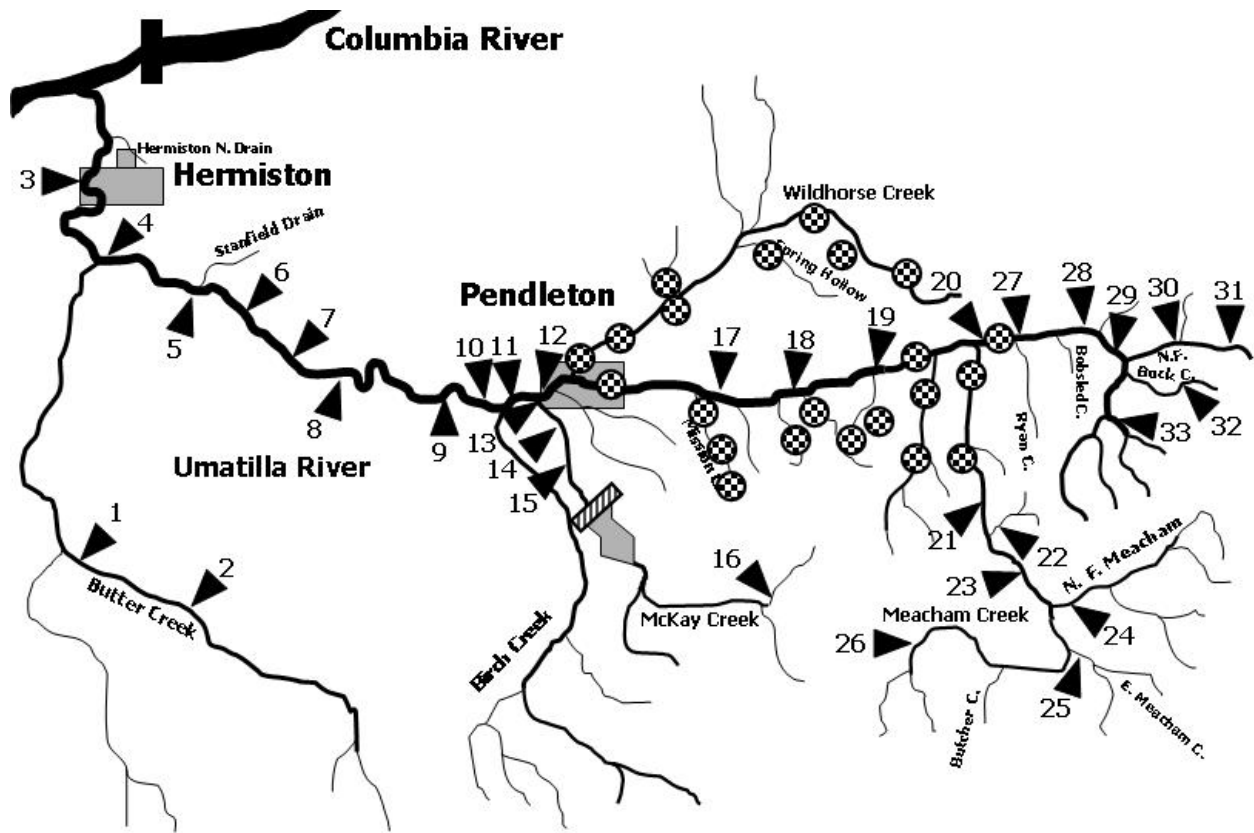 Columbia River
Hermiston N. Drain
3
Hermiston
4
Stanfield Drain
Wildhorse Creek
6
5
Spring Hollow
Pendleton
20
27
28
29
30
31
7
10
11
12
17
18
19
N.F.
Buck C.
Bobsled C.
8
9
13
14
15
Ryan C.
33
32
Umatilla River
1
2
Butter Creek
21
22
16
23
N. F. Meacham
McKay Creek
Meacham Creek
24
26
Birch Creek
25
E. Meacham C.
Butcher C.